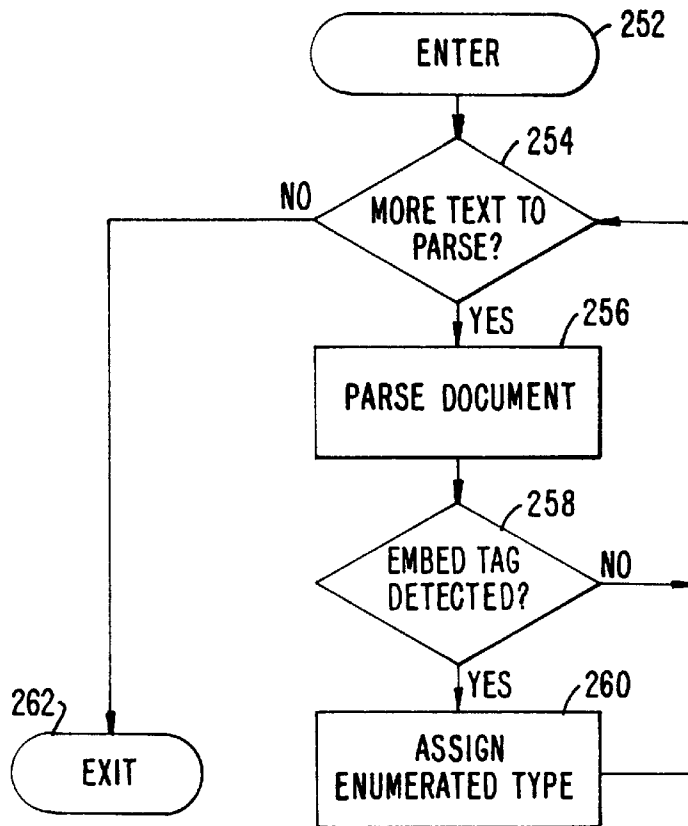 ENTER
252
254
NO
MORE TEXT TO
PARSE?
YES
256
PARSE DOCUMENT
258
EMBED TAG
DETECTED?
NO
YES
260
ASSIGN
ENUMERATED TYPE
262
EXIT